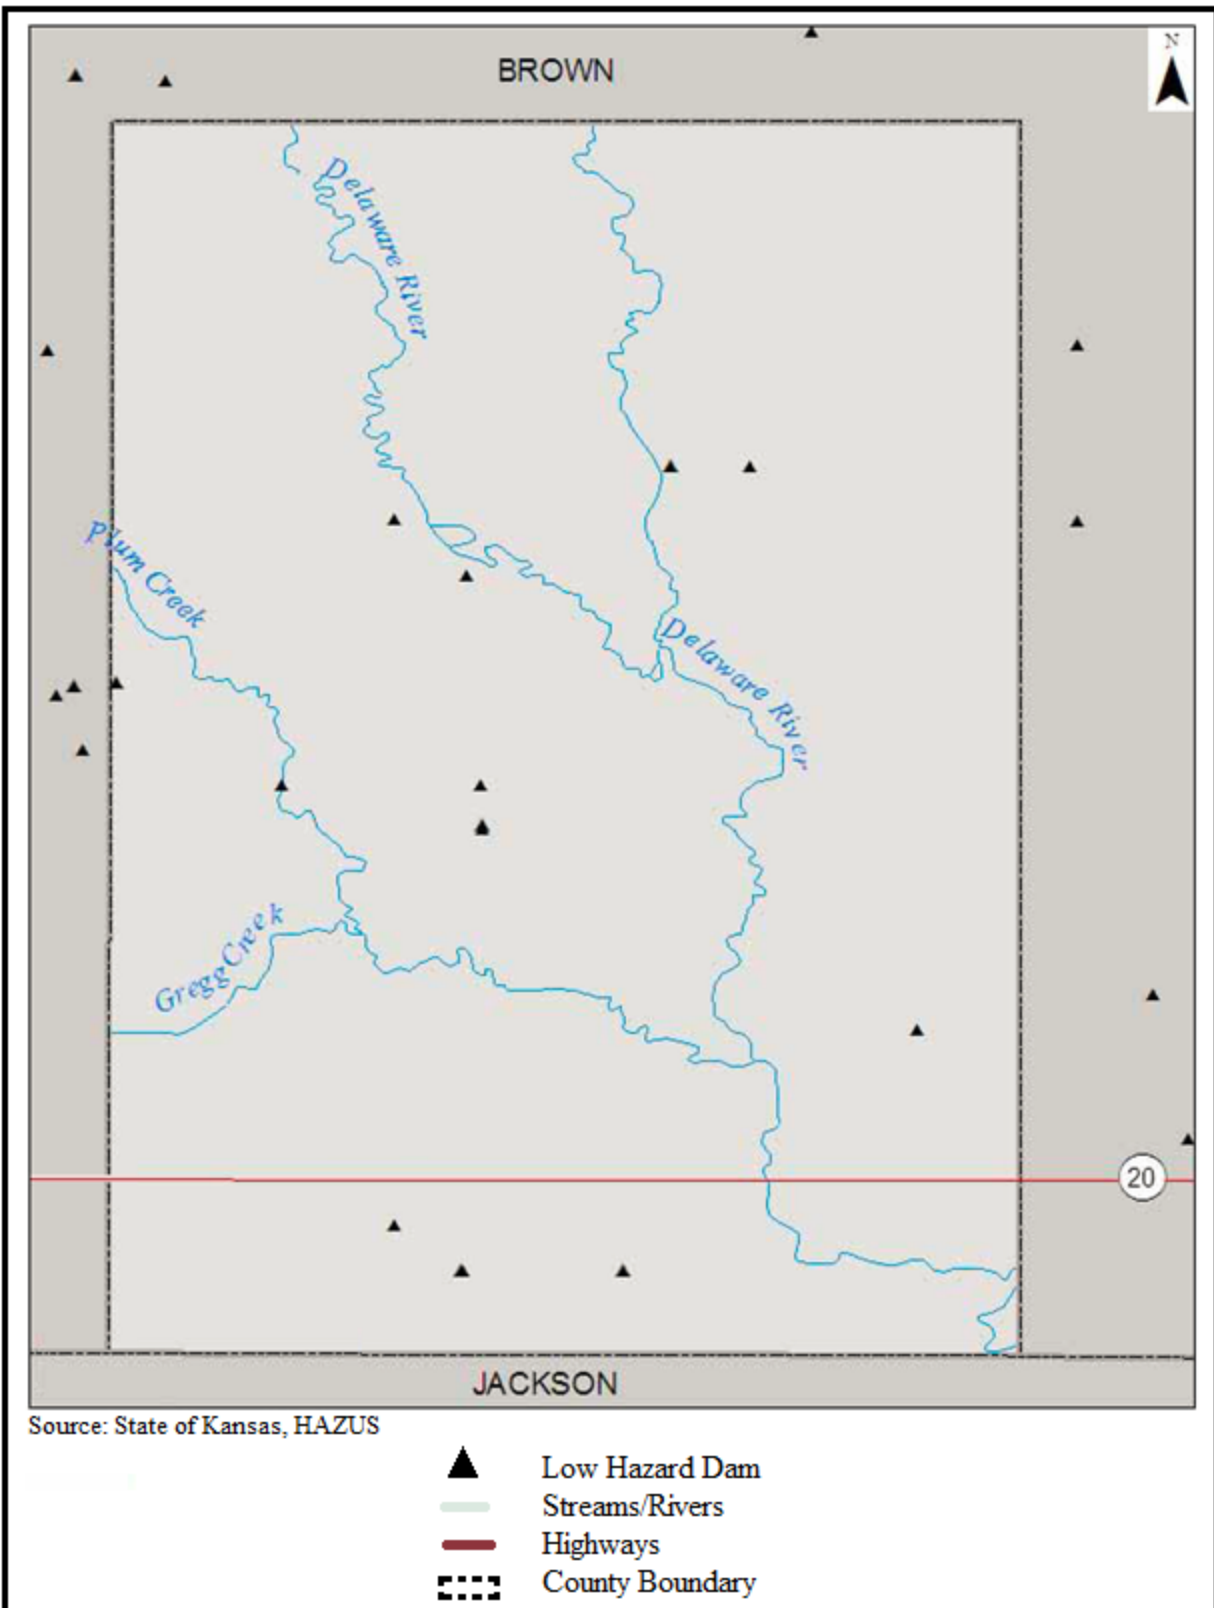 N
BROWN
Delaware River
Plum Creek
Delaware River
Gregg Creek
20
JACKSON
Source: State of Kansas, HAZUS
Low Hazard Dam
Streams/Rivers
Highways
County Boundary